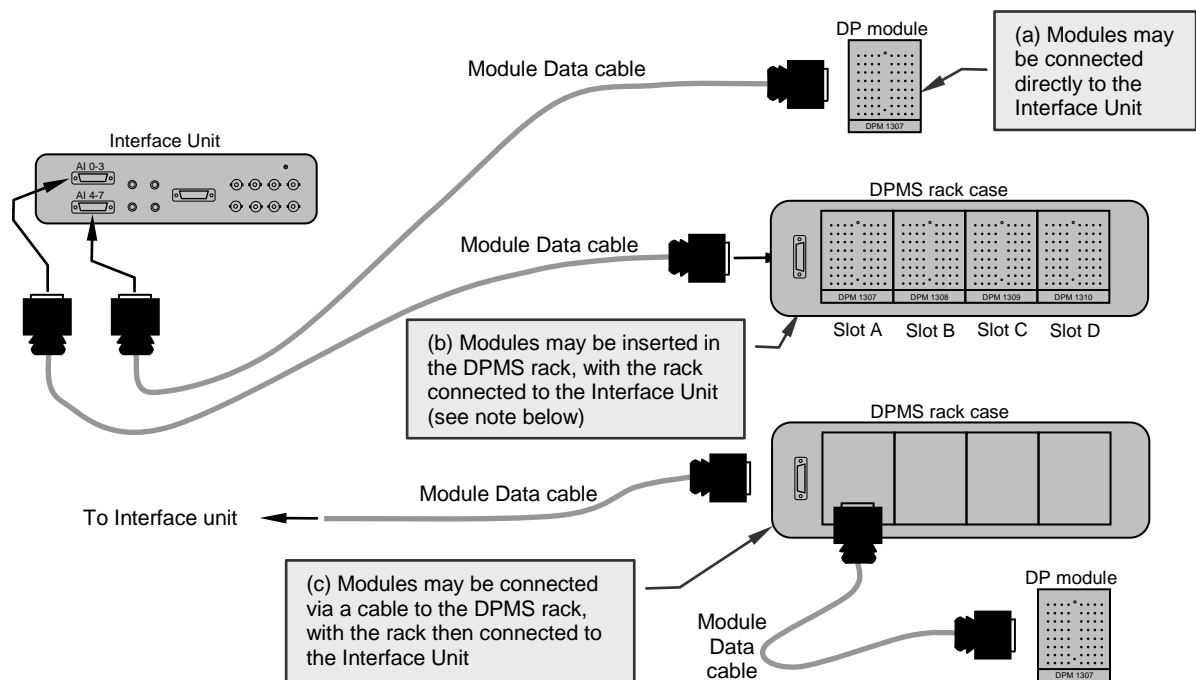 DP module
(a) Modules may
be connected
directly to the
Interface Unit
Module Data cable
DPM 1307
Interface Unit
AI 0-3
AI 4-7
DPMS rack case
Module Data cable
DPM 1307
DPM 1308
DPM 1309
DPM 1310
Slot A
Slot B
Slot C
Slot D
(b) Modules may be inserted in
the DPMS rack, with the rack
connected to the Interface Unit
(see note below)
DPMS rack case
Module Data cable
To Interface unit
(c) Modules may be connected
via a cable to the DPMS rack,
with the rack then connected to
the Interface Unit
Module
Data
cable
DP module
DPM 1307